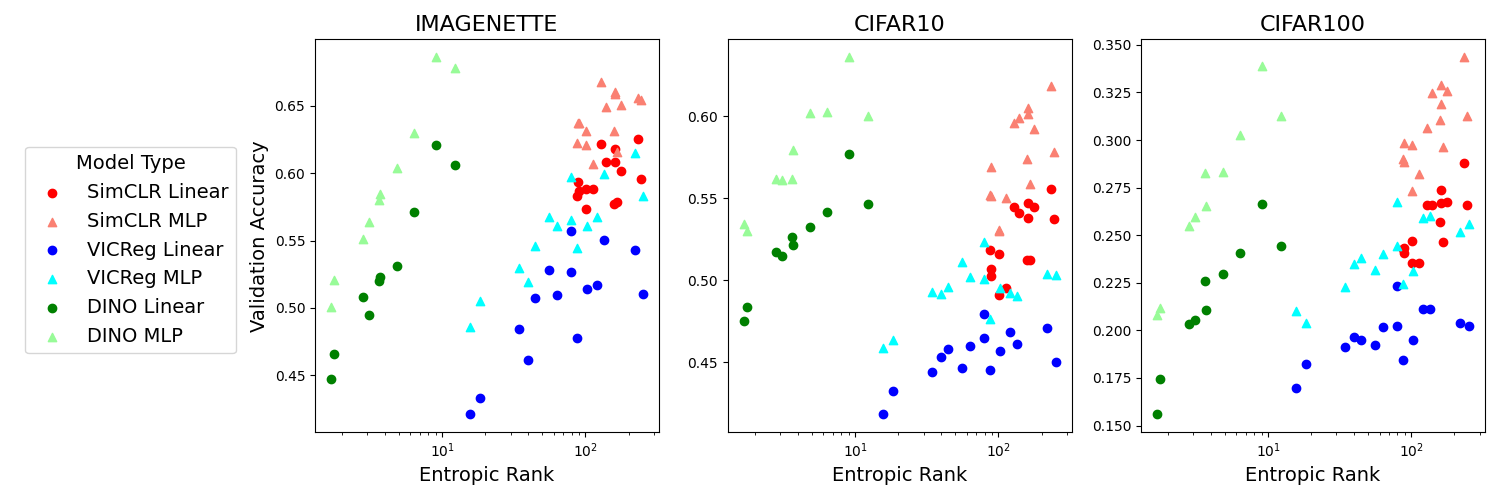 IMAGENETTE
CIFAR10
CIFAR100
Model Type
SimCLR Linear
SimCLR MLP
VICReg Linear
VICReg MLP
DINO Linear
DINO MLP
Validation Accuracy
0.65
0.60
0.55
0.50
0.45
10¹
10²
Entropic Rank
0.60
0.55
0.50
0.45
10¹
10²
Entropic Rank
0.350
0.325
0.300
0.275
0.250
0.225
0.200
0.175
0.150
10¹
10²
Entropic Rank